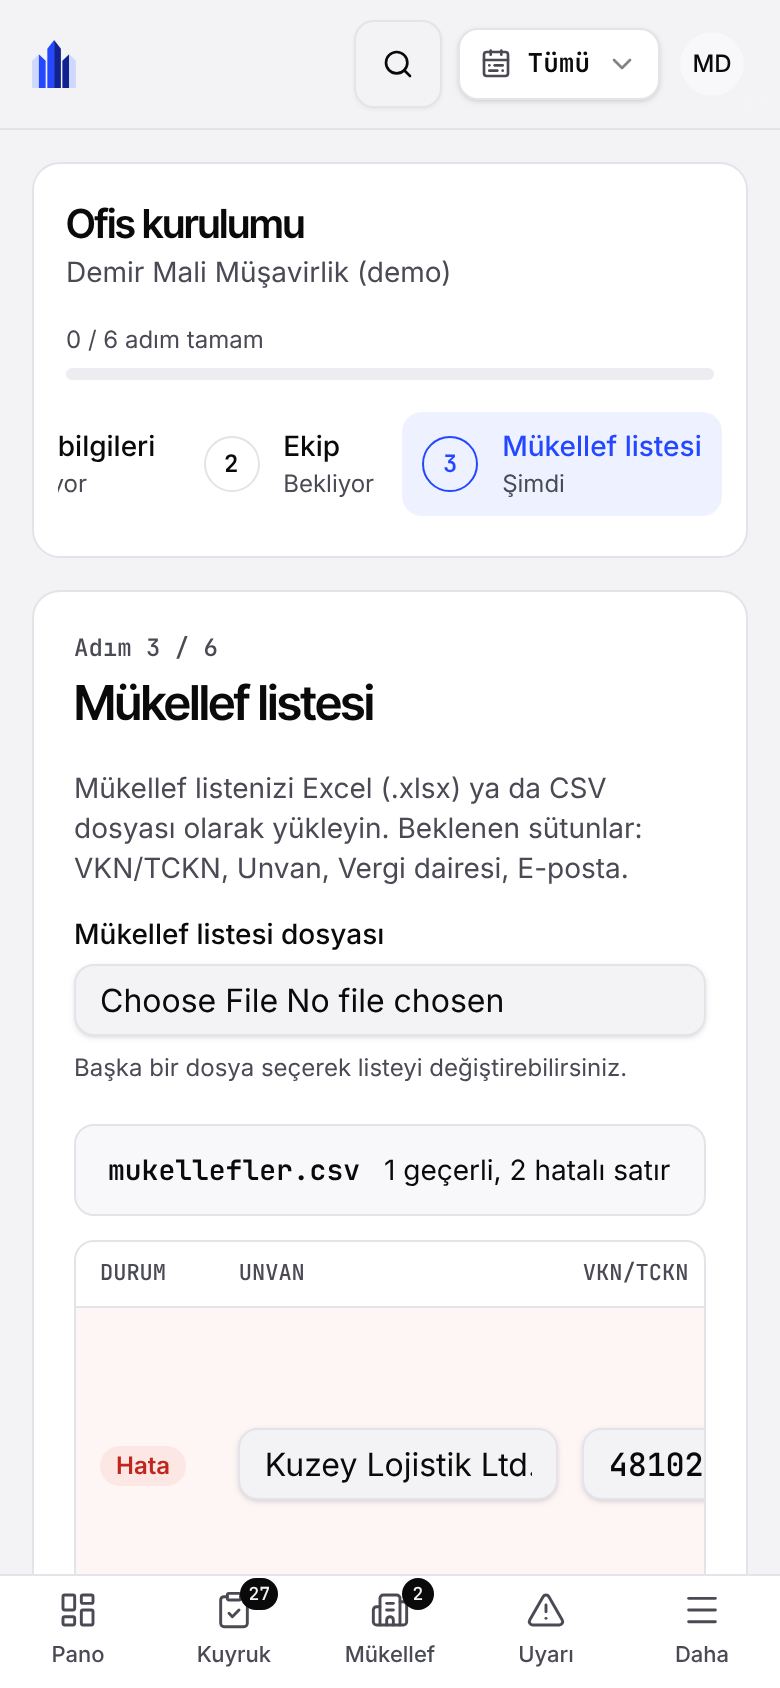 Tümü
MD
Ofis kurulumu
Demir Mali Müşavirlik (demo)
0 / 6 adım tamam
bilgileri
yor
2
Ekip
Bekliyor
3
Mükellef listesi
Şimdi
Adım 3 / 6
Mükellef listesi
Mükellef listenizi Excel (.xlsx) ya da CSV
dosyası olarak yükleyin. Beklenen sütunlar:
VKN/TCKN, Unvan, Vergi dairesi, E-posta.
Mükellef listesi dosyası
Choose File No file chosen
Başka bir dosya seçerek listeyi değiştirebilirsiniz.
mukellefler.csv 1 geçerli, 2 hatalı satır
DURUM UNVAN VKN/TCKN
Hata Kuzey Lojistik Ltd. 48102
27 2
Pano Kuyruk Mükellef Uyarı Daha